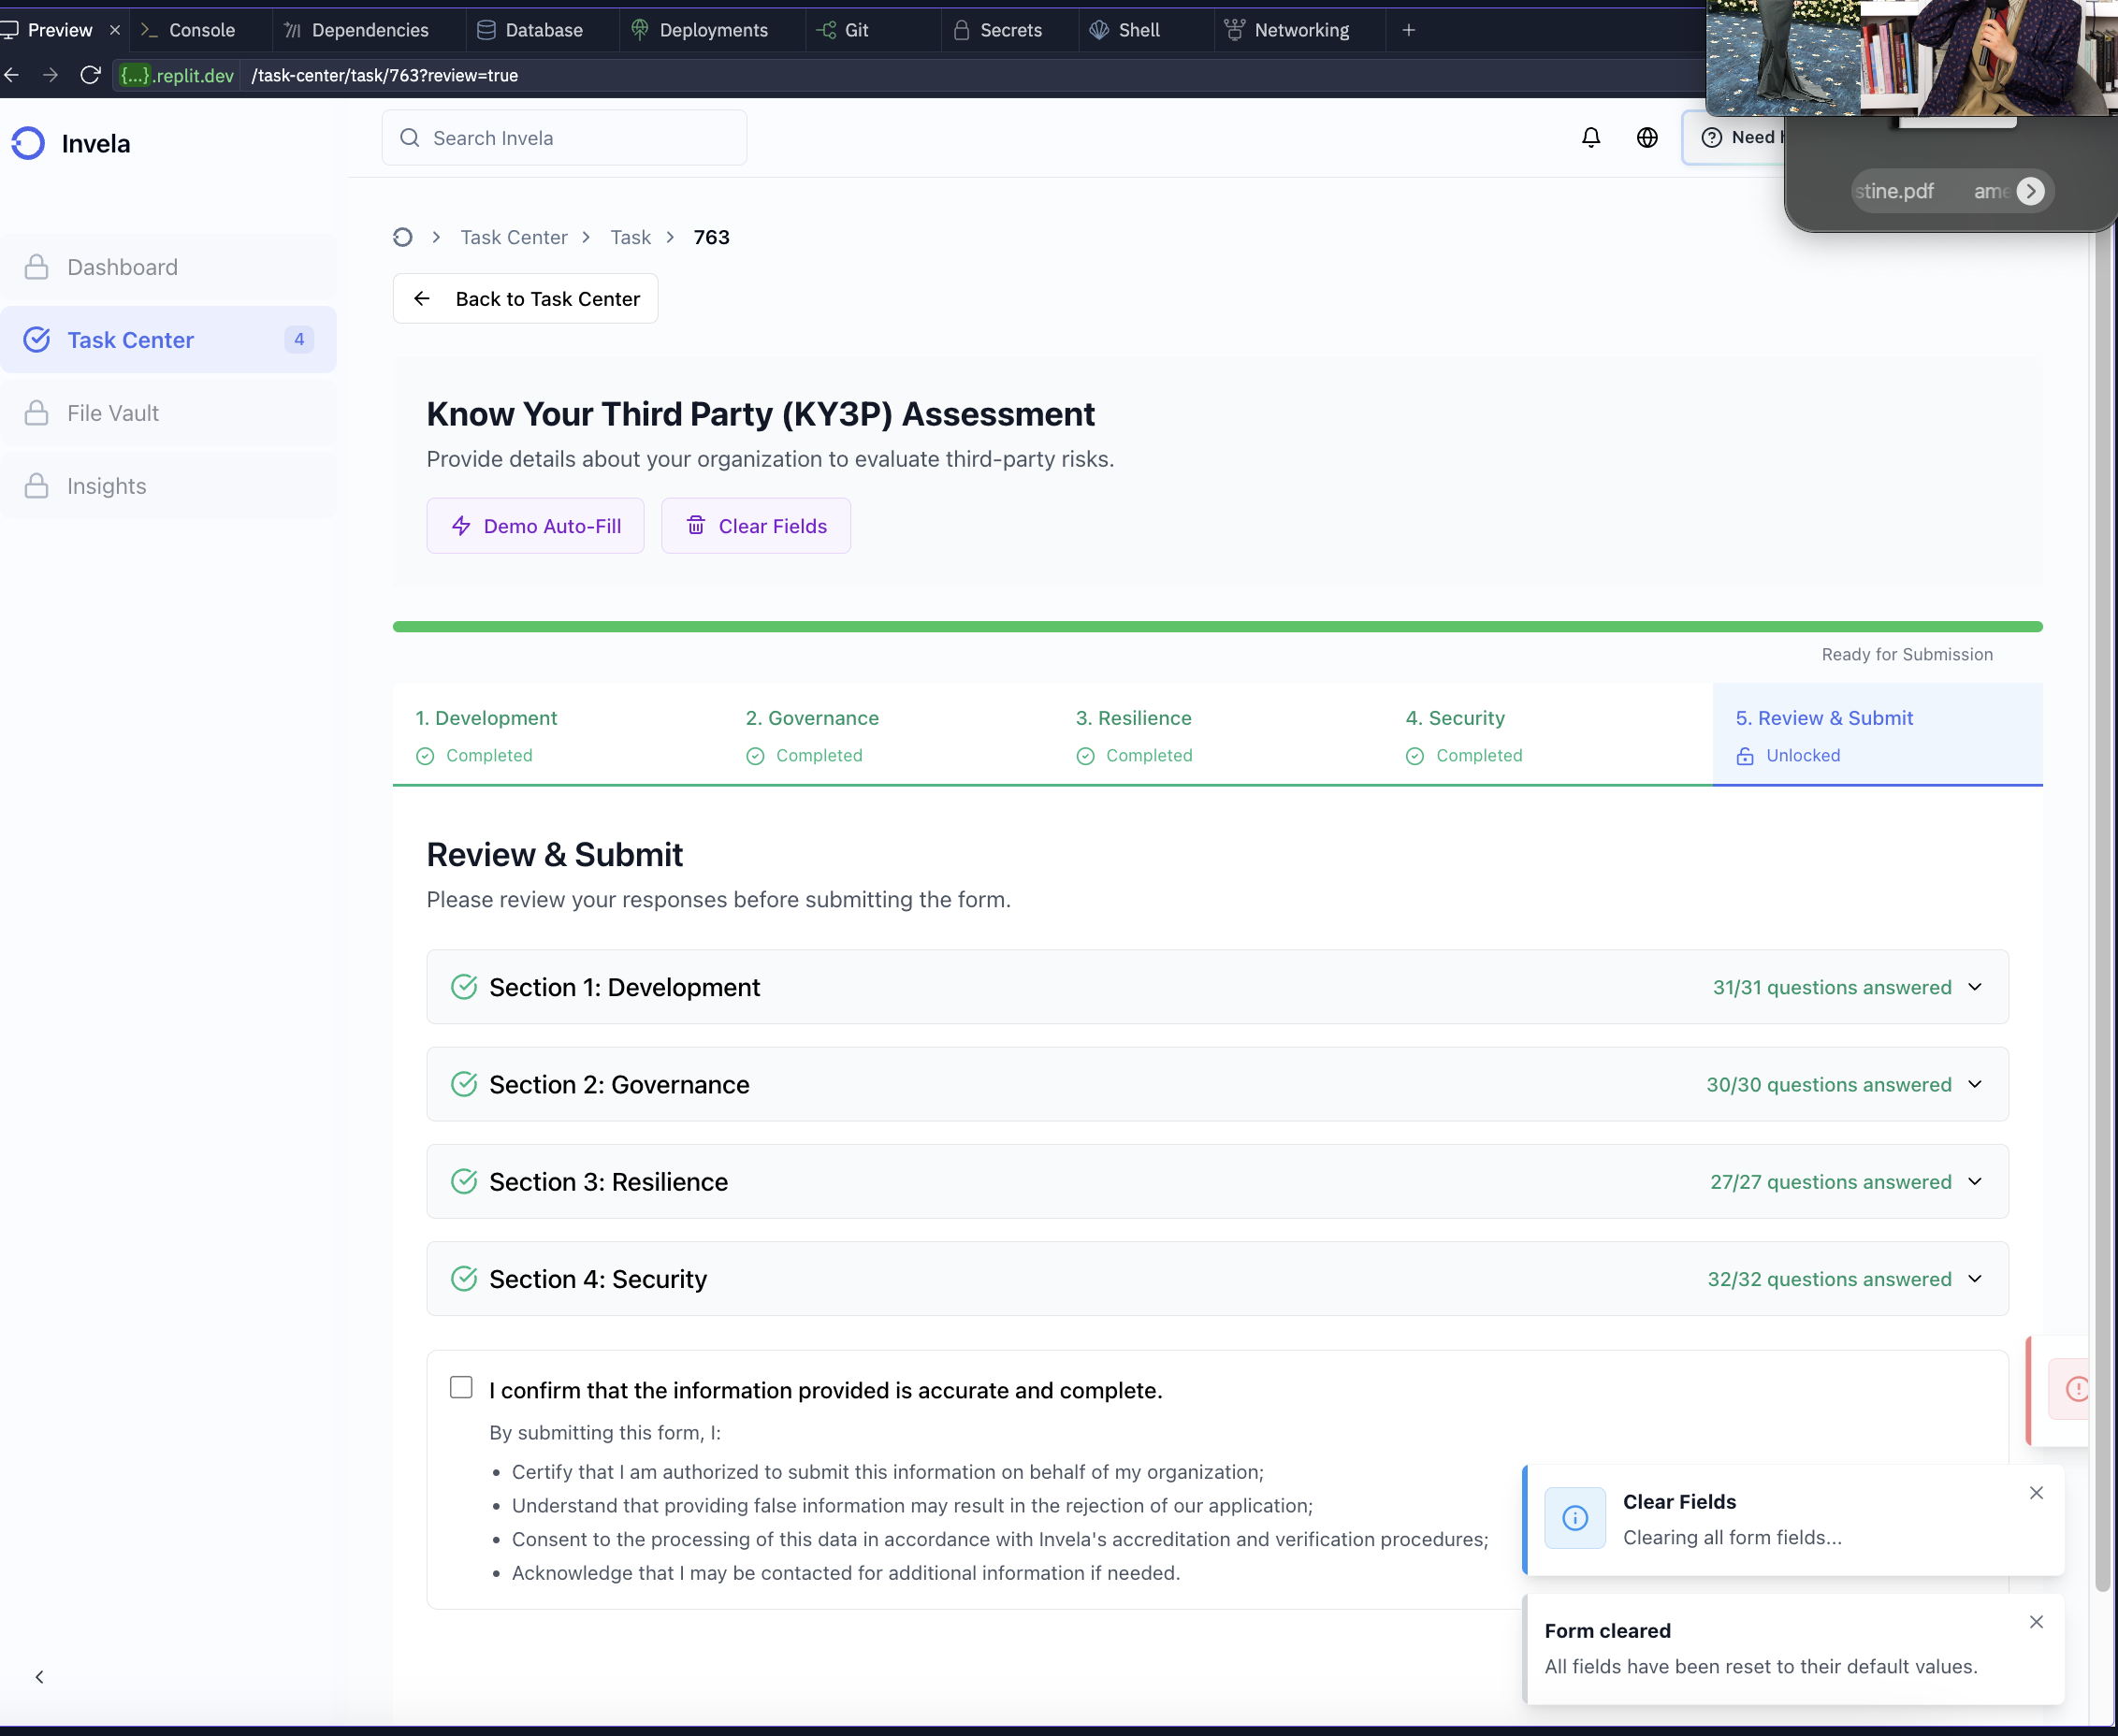 Preview
Console
Dependencies
Database
Deployments
Git
Secrets
Shell
Networking
{...}.replit.dev /task-center/task/763?review=true
Invela
Search Invela
Need
stine.pdf
Dashboard
Task Center 4
File Vault
Insights
Task Center > Task > 763
Back to Task Center
Know Your Third Party (KY3P) Assessment
Provide details about your organization to evaluate third-party risks.
Demo Auto-Fill
Clear Fields
Ready for Submission
1. Development
Completed
2. Governance
Completed
3. Resilience
Completed
4. Security
Completed
5. Review & Submit
Unlocked
Review & Submit
Please review your responses before submitting the form.
Section 1: Development 31/31 questions answered
Section 2: Governance 30/30 questions answered
Section 3: Resilience 27/27 questions answered
Section 4: Security 32/32 questions answered
I confirm that the information provided is accurate and complete.
By submitting this form, I:
• Certify that I am authorized to submit this information on behalf of my organization;
• Understand that providing false information may result in the rejection of our application;
• Consent to the processing of this data in accordance with Invela's accreditation and verification procedures;
• Acknowledge that I may be contacted for additional information if needed.
Clear Fields
Clearing all form fields...
Form cleared
All fields have been reset to their default values.